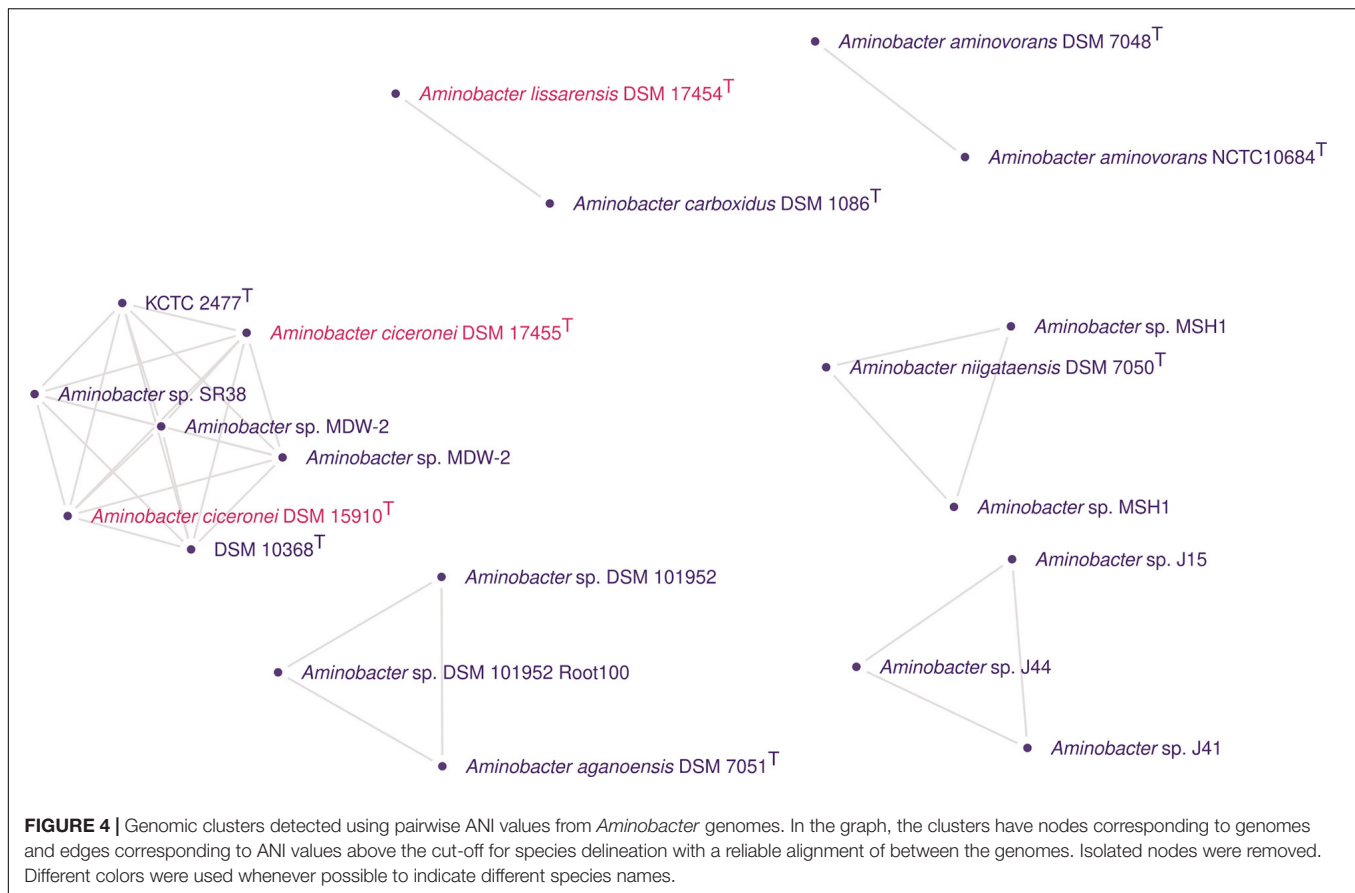 Aminobacter aminovorans DSM 7048T
Aminobacter lissarensis DSM 17454T
Aminobacter aminovorans NCTC10684T
Aminobacter carboxidus DSM 1086T
KCTC 2477T
Aminobacter ciceronei DSM 17455T
Aminobacter sp. SR38
Aminobacter sp. MDW-2
Aminobacter sp. MDW-2
Aminobacter ciceronei DSM 15910T
DSM 10368T
Aminobacter sp. MSH1
Aminobacter niigataensis DSM 7050T
Aminobacter sp. MSH1
Aminobacter sp. DSM 101952
Aminobacter sp. DSM 101952 Root100
Aminobacter aganoensis DSM 7051T
Aminobacter sp. J15
Aminobacter sp. J44
Aminobacter sp. J41
FIGURE 4 | Genomic clusters detected using pairwise ANI values from Aminobacter genomes. In the graph, the clusters have nodes corresponding to genomes
and edges corresponding to ANI values above the cut-off for species delineation with a reliable alignment of between the genomes. Isolated nodes were removed.
Different colors were used whenever possible to indicate different species names.